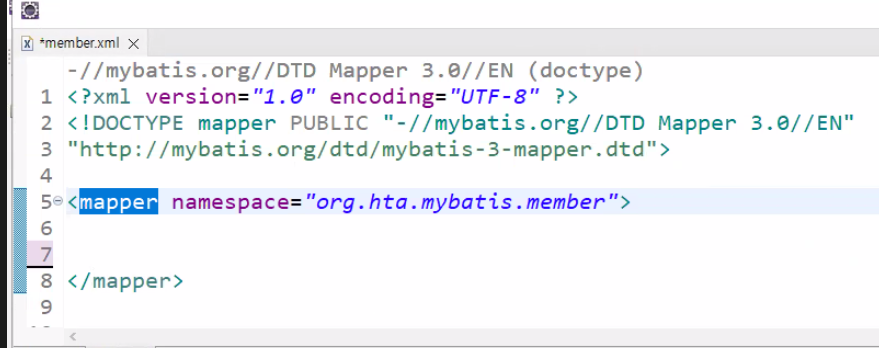 *member.xml
-//mybatis.org//DTD Mapper 3.0//EN (doctype)
1 <?xml version="1.0" encoding="UTF-8" ?>
2 <!DOCTYPE mapper PUBLIC "-//mybatis.org//DTD Mapper 3.0//EN"
3 "http://mybatis.org/dtd/mybatis-3-mapper.dtd">
4
5 <mapper namespace="org.hta.mybatis.member">
6
7
8 </mapper>
9